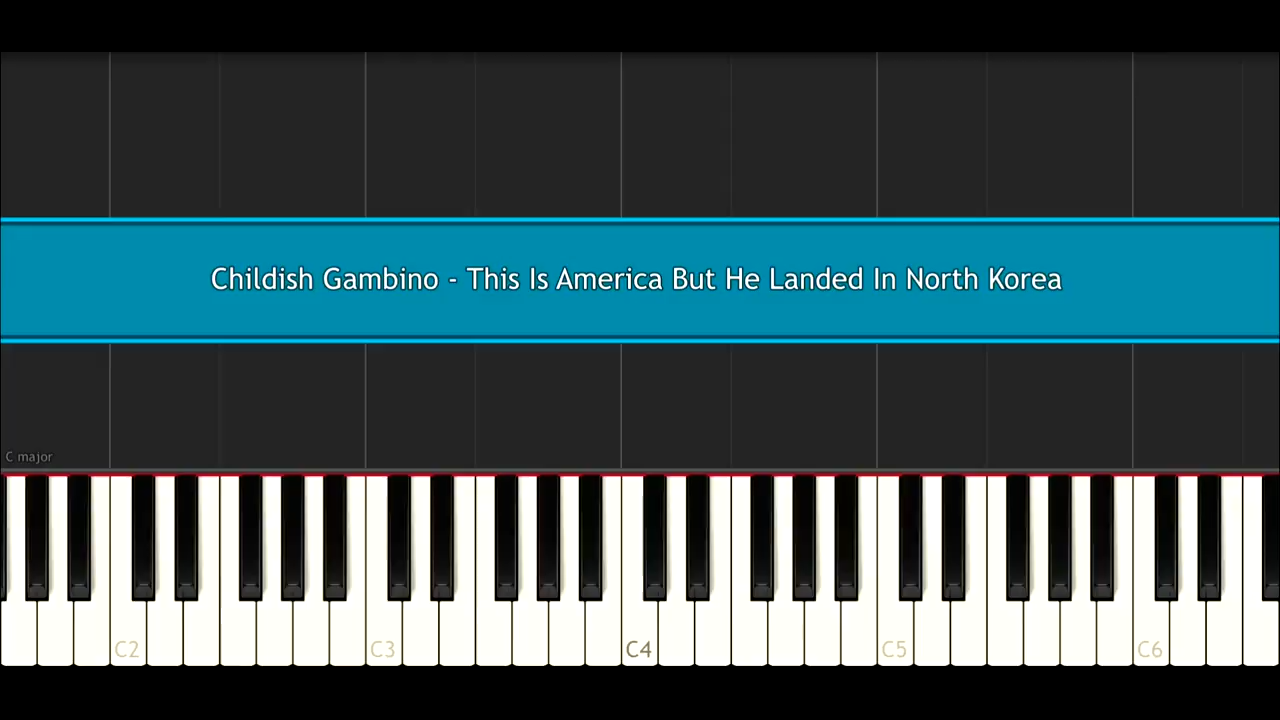 Childish Gambino - This Is America But He Landed In North Korea
C major
C2 C3 C4 C5 C6